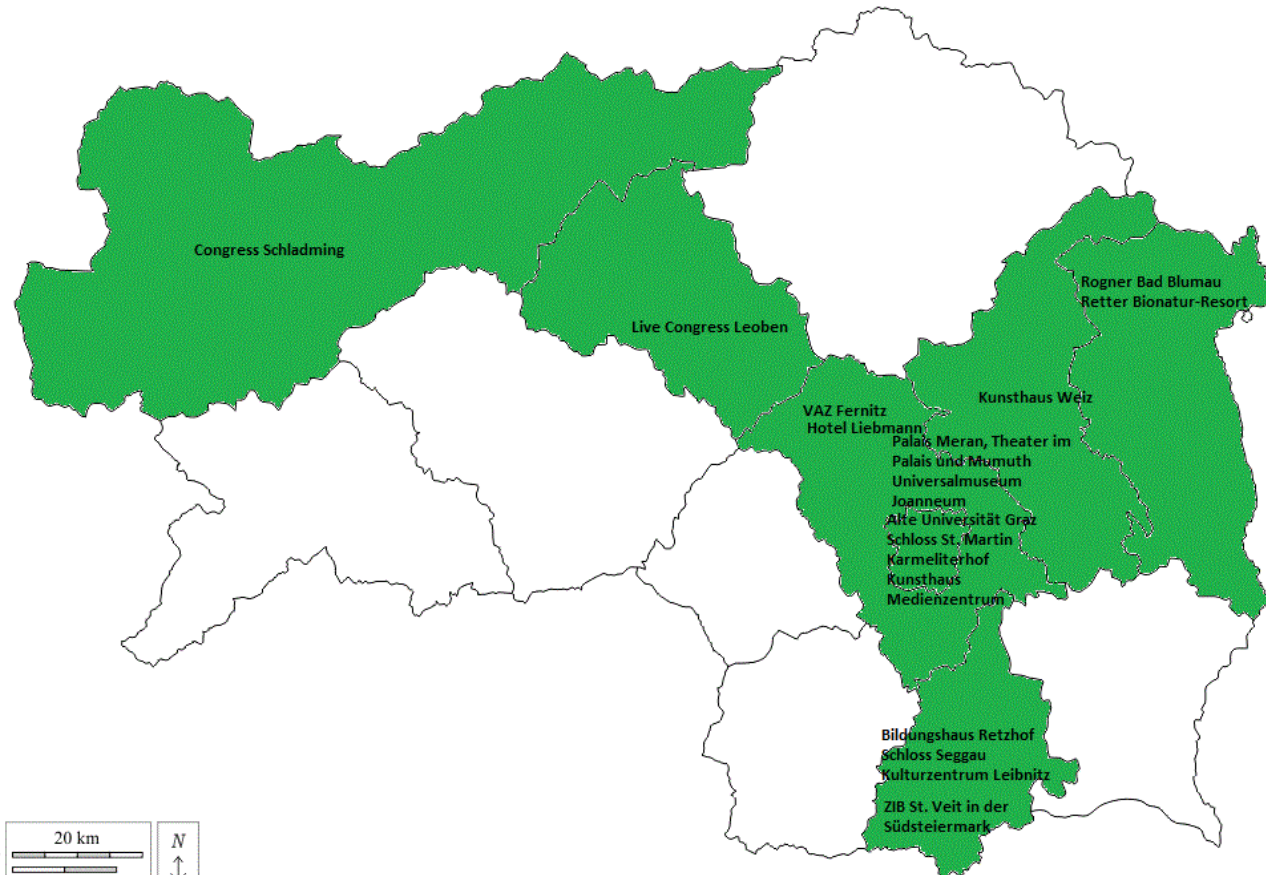 Congress Schladming
Rogner Bad Blumau
Retter Bionatur-Resort
Live Congress Leoben
Kunsthaus Weiz
VAZ Fernitz
Hotel Liebmann
Palais Meran, Theater im
Palais und Mumuth
Universalmuseum
Joanneum
Alte Universität Graz
Schloss St. Martin
Karmeliterhof
Kunsthaus
Medienzentrum
Bildungshaus Retzhof
Schloss Seggau
Kulturzentrum Leibnitz
ZIB St. Veit in der
Südsteiermark
20 km
N